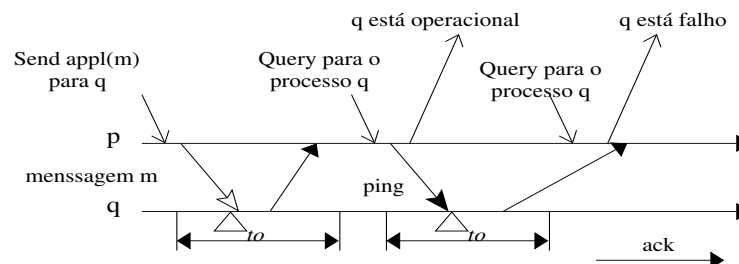 q está operacional
q está falho
Send appl(m)
para q
Query para o
processo q
Query para o
processo q
p
menssagem m
ping
q
to
to
ack